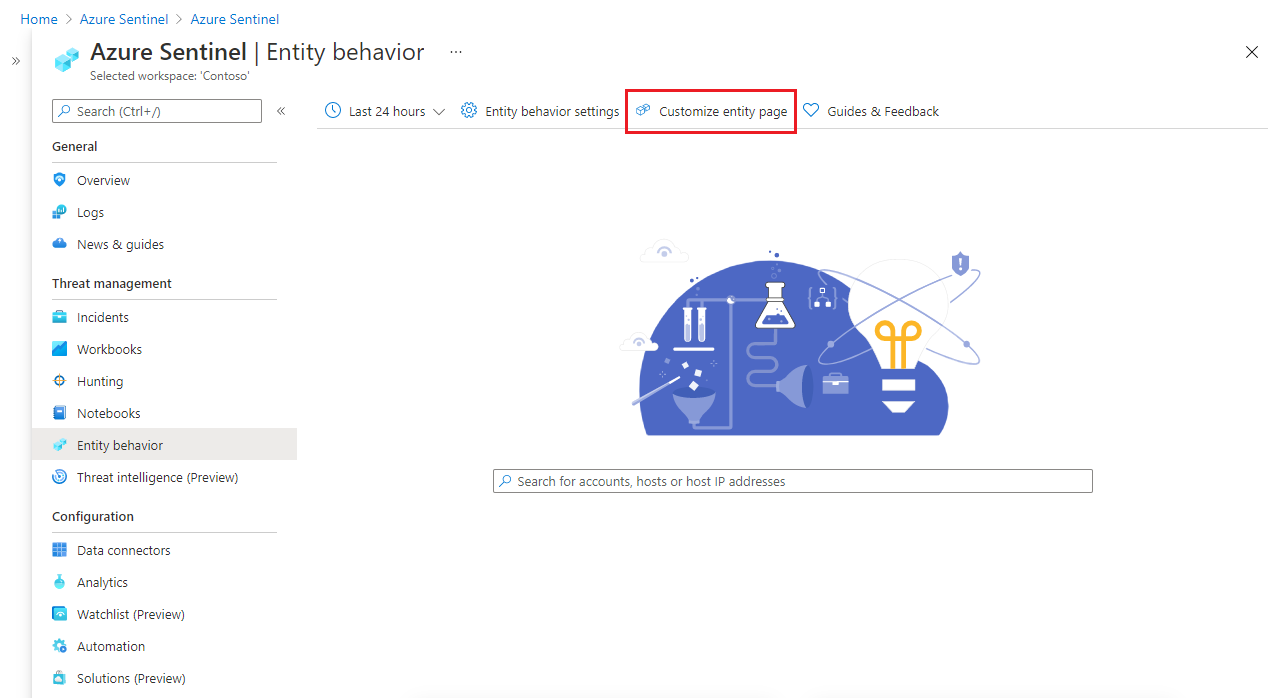 Home > Azure Sentinel > Azure Sentinel
Azure Sentinel | Entity behavior ...
Selected workspace: 'Contoso'
Search (Ctrl+/)
Last 24 hours
Entity behavior settings
Customize entity page
Guides & Feedback
General
Overview
Logs
News & guides
Threat management
Incidents
Workbooks
Hunting
Notebooks
Entity behavior
Threat intelligence (Preview)
Search for accounts, hosts or host IP addresses
Configuration
Data connectors
Analytics
Watchlist (Preview)
Automation
Solutions (Preview)